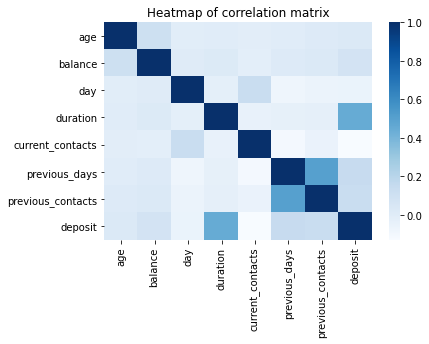 Heatmap of correlation matrix
age
balance
day
duration
current_contacts
previous_days
previous_contacts
deposit
age
balance
day
duration
current_contacts
previous_days
previous_contacts
deposit
1.0
0.8
0.6
0.4
0.2
0.0